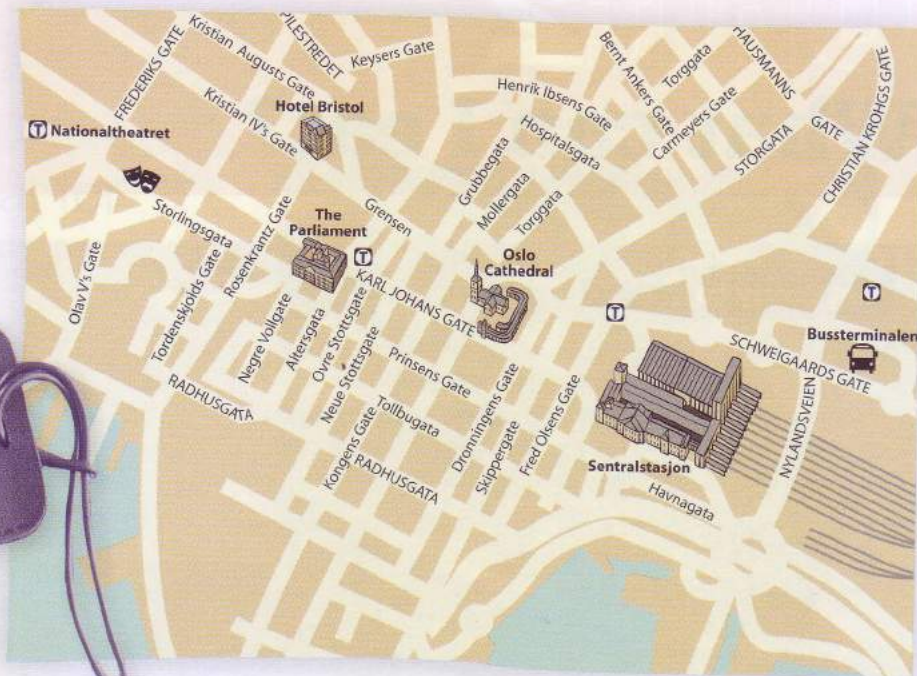 FREDERIKS GATE
Kristian Augusts Gate
PILESTREDET
Keysers Gate
Bernt Ankers Gate
Torggata
HAUSMANNS
GATE
Henrik Ibsens Gate
Hotel Bristol
Kristian IV's Gate
T Nationaltheatret
Hospitalsgata
Carmeyers Gate
STORGATA
CHRISTIAN KROHGS GATE
Grubbegata
Mollergata
Torggata
Grensen
Storlingsgata
Rosenkrantz Gate
The
Parliament
T
Oslo
Cathedral
Olav V's Gate
Tordenskjolds Gate
KARL JOHANS GATE
T
T
Bussterminalen
SCHWEIGAARDS GATE
Negre Vollgate
Altersgata
Ovre Stottsgate
Neue Stottsgate
Prinsens Gate
RADHUSGATA
Tollbugata
Dronningens Gate
Fred Olsens Gate
Skippergate
Kongens Gate
RADHUSGATA
Sentralstasjon
NYLANDSVEIEN
Havnagata